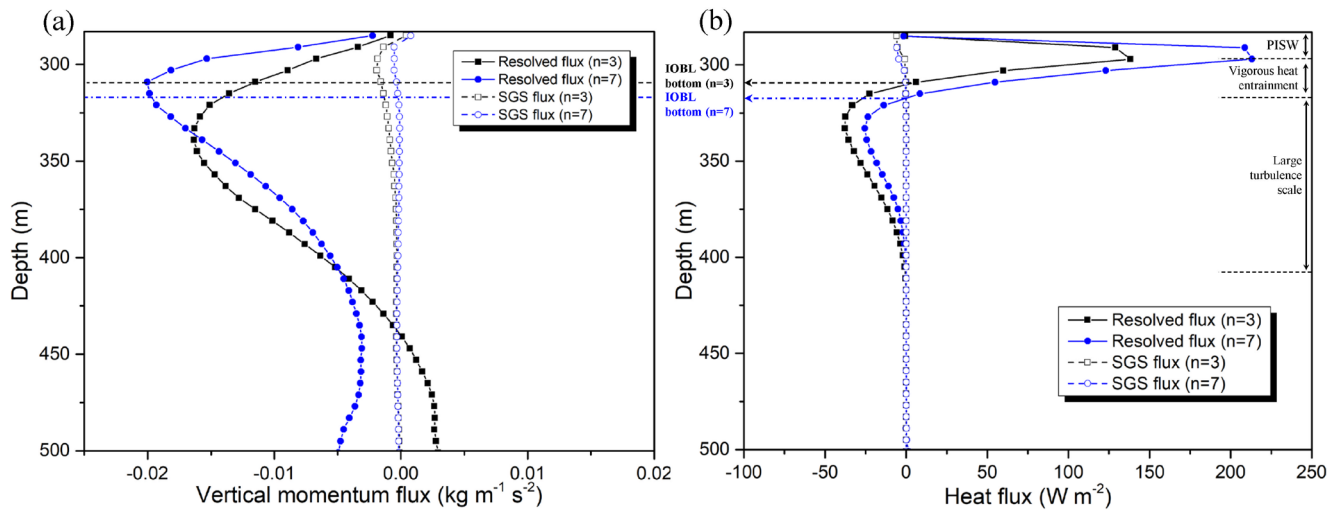 (a)
Resolved flux (n=3)
Resolved flux (n=7)
SGS flux (n=3)
SGS flux (n=7)
300
350
400
450
500
Depth (m)
-0.02
-0.01
0.00
0.01
0.02
Vertical momentum flux (kg m⁻¹ s⁻²)
IOBL
bottom (n=3)
IOBL
bottom (n=7)
(b)
PISW
Vigorous heat
entrainment
Large
turbulence
scale
Resolved flux (n=3)
Resolved flux (n=7)
SGS flux (n=3)
SGS flux (n=7)
300
350
400
450
500
Depth (m)
-100
-50
0
50
100
150
200
250
Heat flux (W m⁻²)